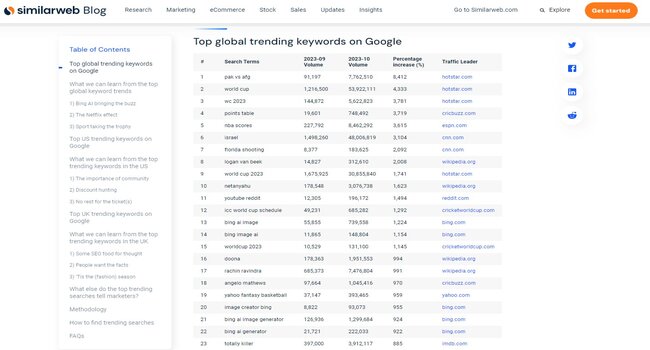 similarweb Blog Research Marketing eCommerce Stock Sales Updates Insights Go to Similarweb.com Explore Get started
Table of Contents
Top global trending keywords on Google
What we can learn from the top global keyword trends
1) Bing AI bringing the buzz
2) The Netflix effect
3) Sport taking the trophy
Top US trending keywords on Google
What we can learn from the top trending keywords in the US
1) The importance of community
2) Discount hunting
3) No rest for the ticket(s)
Top UK trending keywords on Google
What we can learn from the top trending keywords in the UK
1) Some SEO food for thought
2) People want the facts
3) 'Tis the (fashion) season
What else do the top trending searches tell marketers?
Methodology
How to find trending searches
FAQs
Top global trending keywords on Google
# Search Terms 2023-09 Volume 2023-10 Volume Percentage increase (%) Traffic Leader
1 pak vs afg 91,197 7,762,510 8,412 hotstar.com
2 world cup 1,216,500 53,922,111 4,333 hotstar.com
3 wc 2023 144,872 5,622,823 3,781 hotstar.com
4 points table 19,601 748,492 3,719 cricbuzz.com
5 nba scores 227,792 8,462,292 3,615 espn.com
6 israel 1,498,260 48,006,819 3,104 cnn.com
7 florida shooting 8,377 183,625 2,092 cnn.com
8 logan van beek 14,827 312,610 2,008 wikipedia.org
9 world cup 2023 1,675,925 30,855,840 1,741 hotstar.com
10 netanyahu 178,548 3,076,738 1,623 wikipedia.org
11 youtube reddit 12,305 196,172 1,494 reddit.com
12 icc world cup schedule 49,231 685,282 1,292 cricketworldcup.com
13 bing ai image 55,855 739,558 1,224 bing.com
14 bing image ai 11,865 148,804 1,154 bing.com
15 worldcup 2023 10,529 131,100 1,145 cricketworldcup.com
16 doona 178,363 1,951,553 994 wikipedia.org
17 rachin ravindra 685,373 7,476,804 991 wikipedia.org
18 angelo mathews 97,664 1,045,416 970 cricbuzz.com
19 yahoo fantasy basketball 37,147 393,465 959 yahoo.com
20 image creator bing 8,822 93,073 955 bing.com
21 bing ai image generator 126,936 1,299,684 924 bing.com
22 bing ai generator 21,721 222,033 922 bing.com
23 totally killer 397,000 3,912,117 885 imdb.com